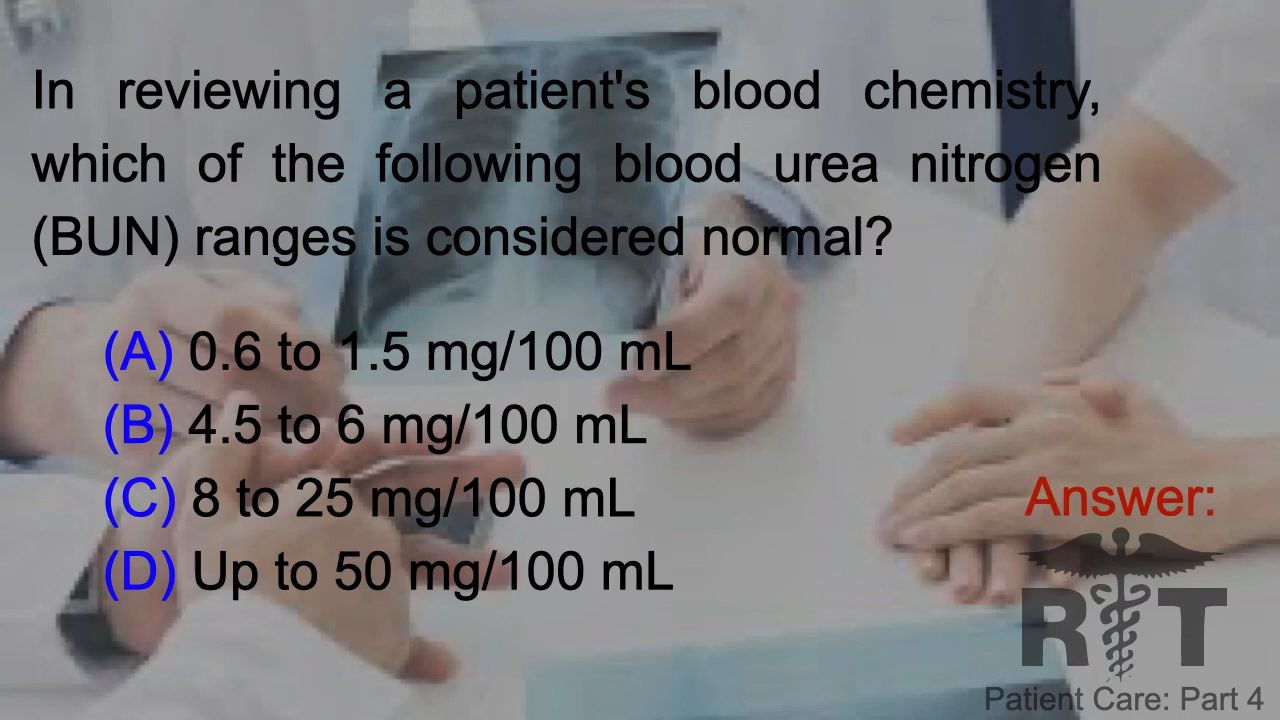 In reviewing a patient's blood chemistry,
which of the following blood urea nitrogen
(BUN) ranges is considered normal?
(A) 0.6 to 1.5 mg/100 mL
(B) 4.5 to 6 mg/100 mL
(C) 8 to 25 mg/100 mL
(D) Up to 50 mg/100 mL
Answer:
R T
Patient Care: Part 4